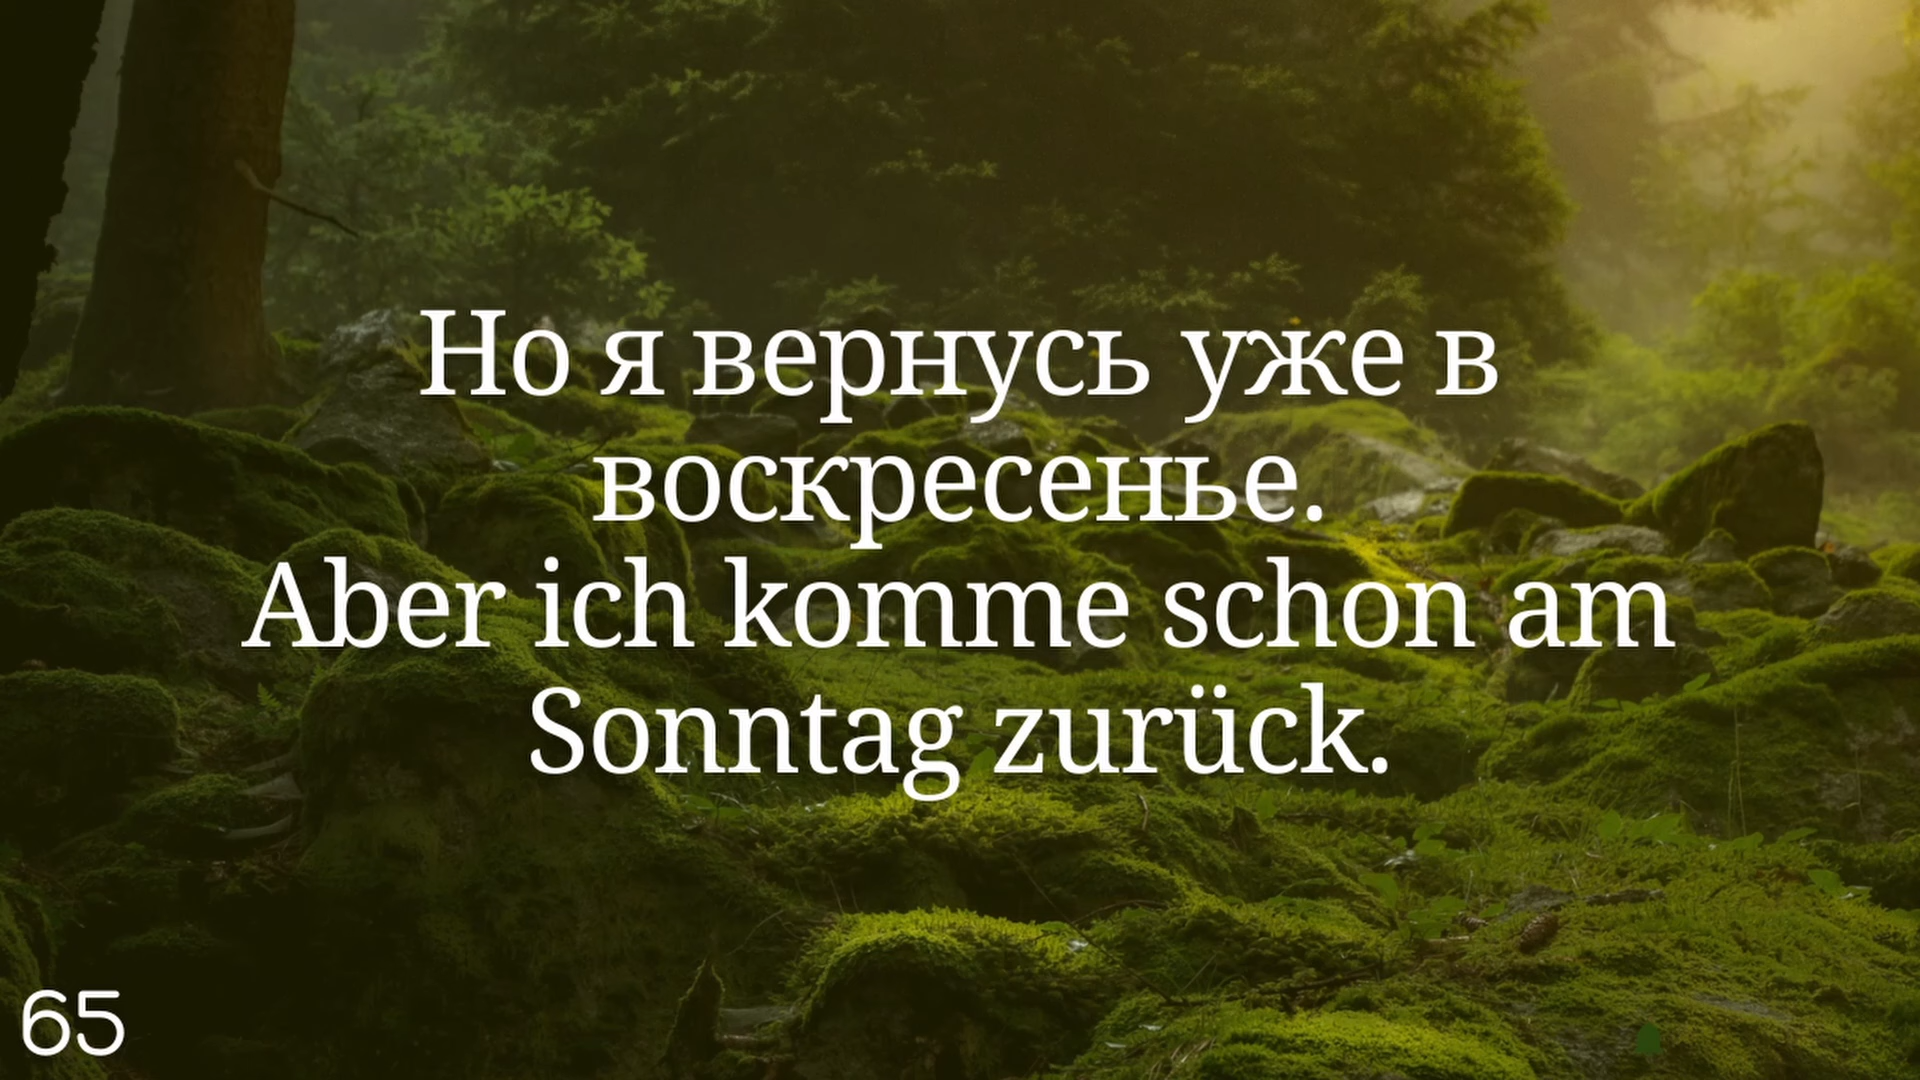 Но я вернусь уже в
воскресенье.
Aber ich komme schon am
Sonntag zurück.
65